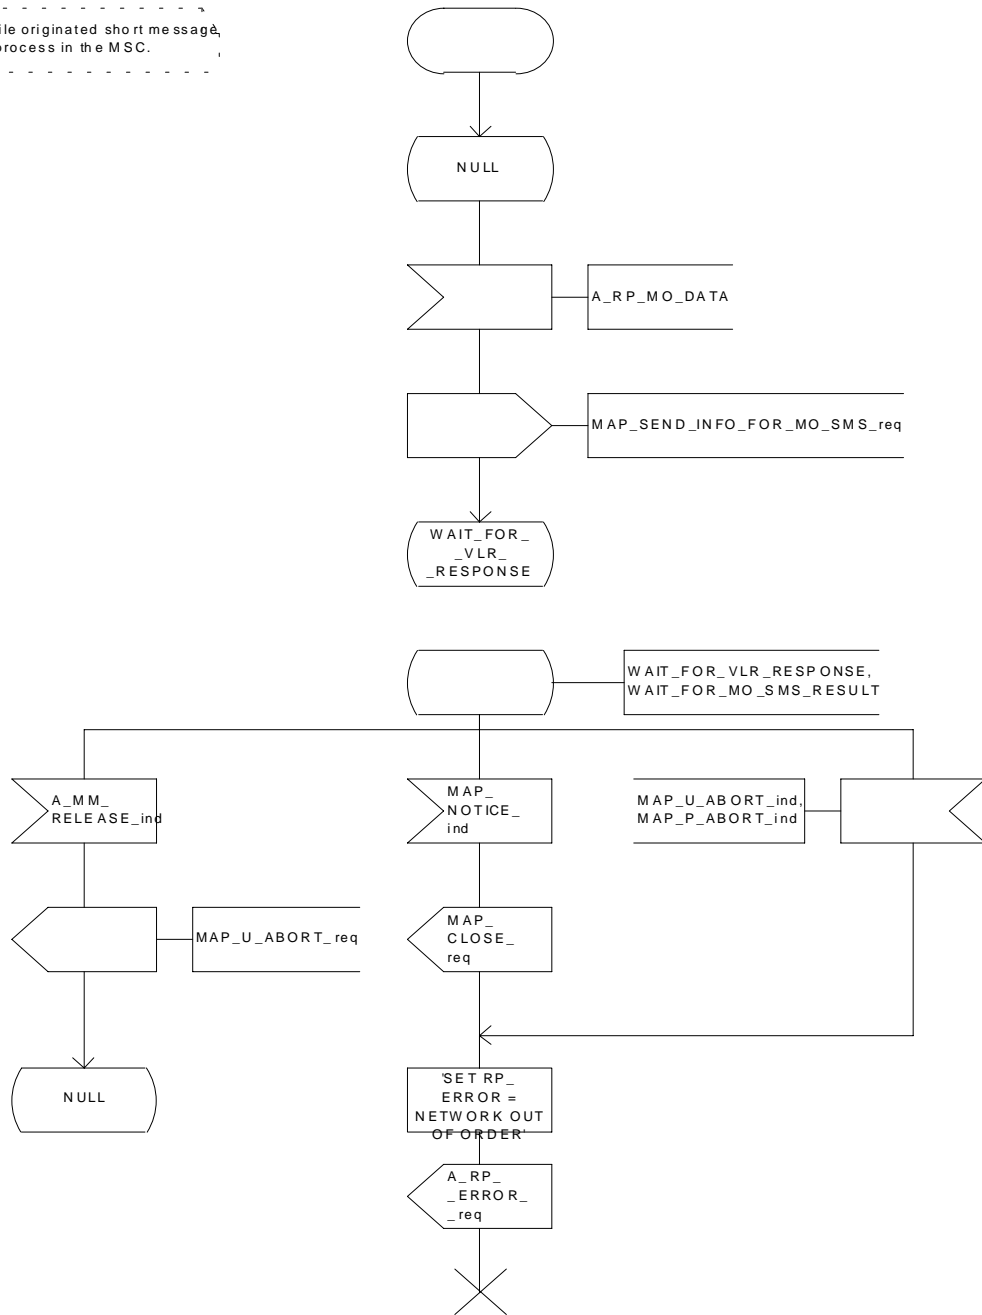 ile originated short message
rocess in the MSC.
NULL
A_RP_MO_DATA
MAP_SEND_INFO_FOR_MO_SMS_req
WAIT_FOR_
_VLR_
_RESPONSE
WAIT_FOR_VLR_RESPONSE,
WAIT_FOR_MO_SMS_RESULT
A_MM_
RELEASE_ind
MAP_
NOTICE_
ind
MAP_U_ABORT_ind,
MAP_P_ABORT_ind
MAP_U_ABORT_req
MAP_
CLOSE_
req
NULL
'SET RP_
ERROR =
NETWORK OUT
OF ORDER'
A_RP_
_ERROR_
_req